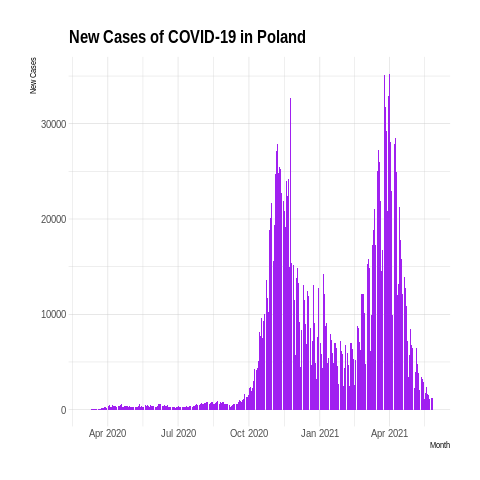 New Cases of COVID-19 in Poland
New Cases
30000
20000
10000
0
Apr 2020 Jul 2020 Oct 2020 Jan 2021 Apr 2021
Month